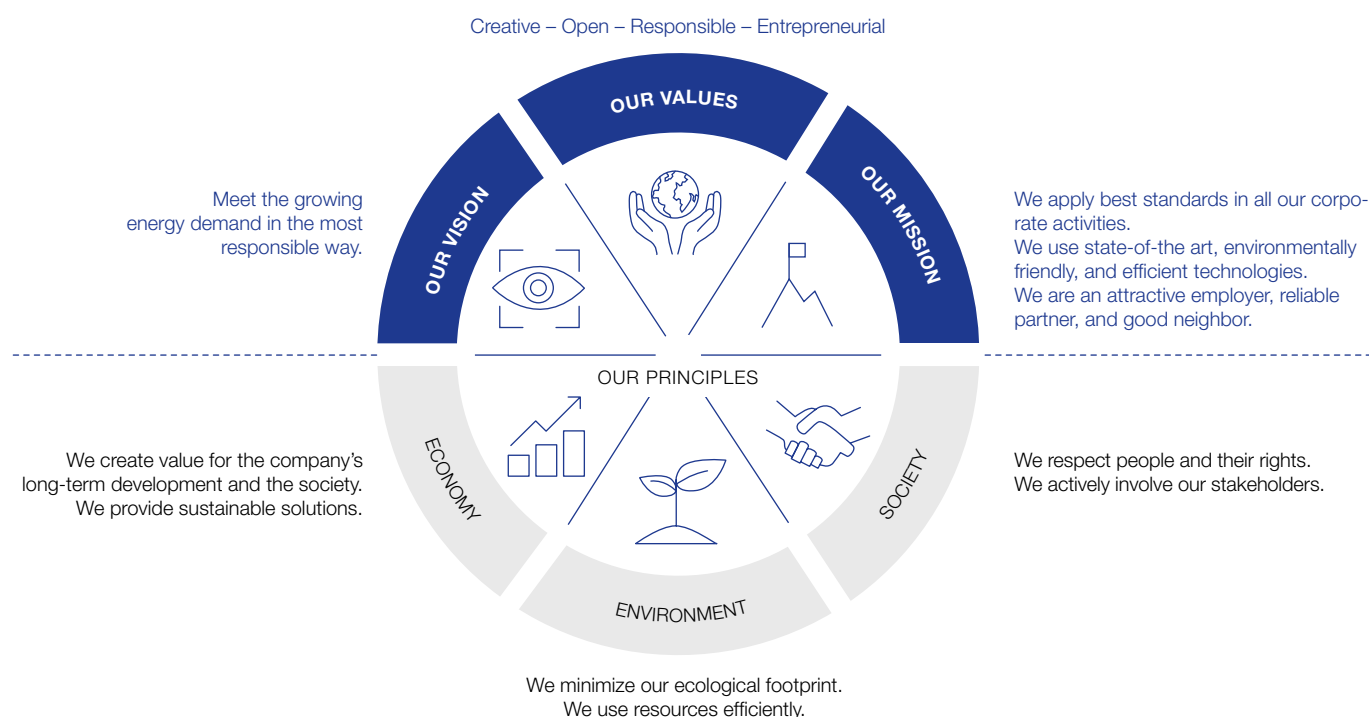 Creative – Open – Responsible – Entrepreneurial
OUR VALUES
OUR VISION
OUR MISSION
Meet the growing
energy demand in the most
responsible way.
We apply best standards in all our corpo-
rate activities.
We use state-of-the art, environmentally
friendly, and efficient technologies.
We are an attractive employer, reliable
partner, and good neighbor.
OUR PRINCIPLES
ECONOMY
We create value for the company’s
long-term development and the society.
We provide sustainable solutions.
SOCIETY
We respect people and their rights.
We actively involve our stakeholders.
ENVIRONMENT
We minimize our ecological footprint.
We use resources efficiently.